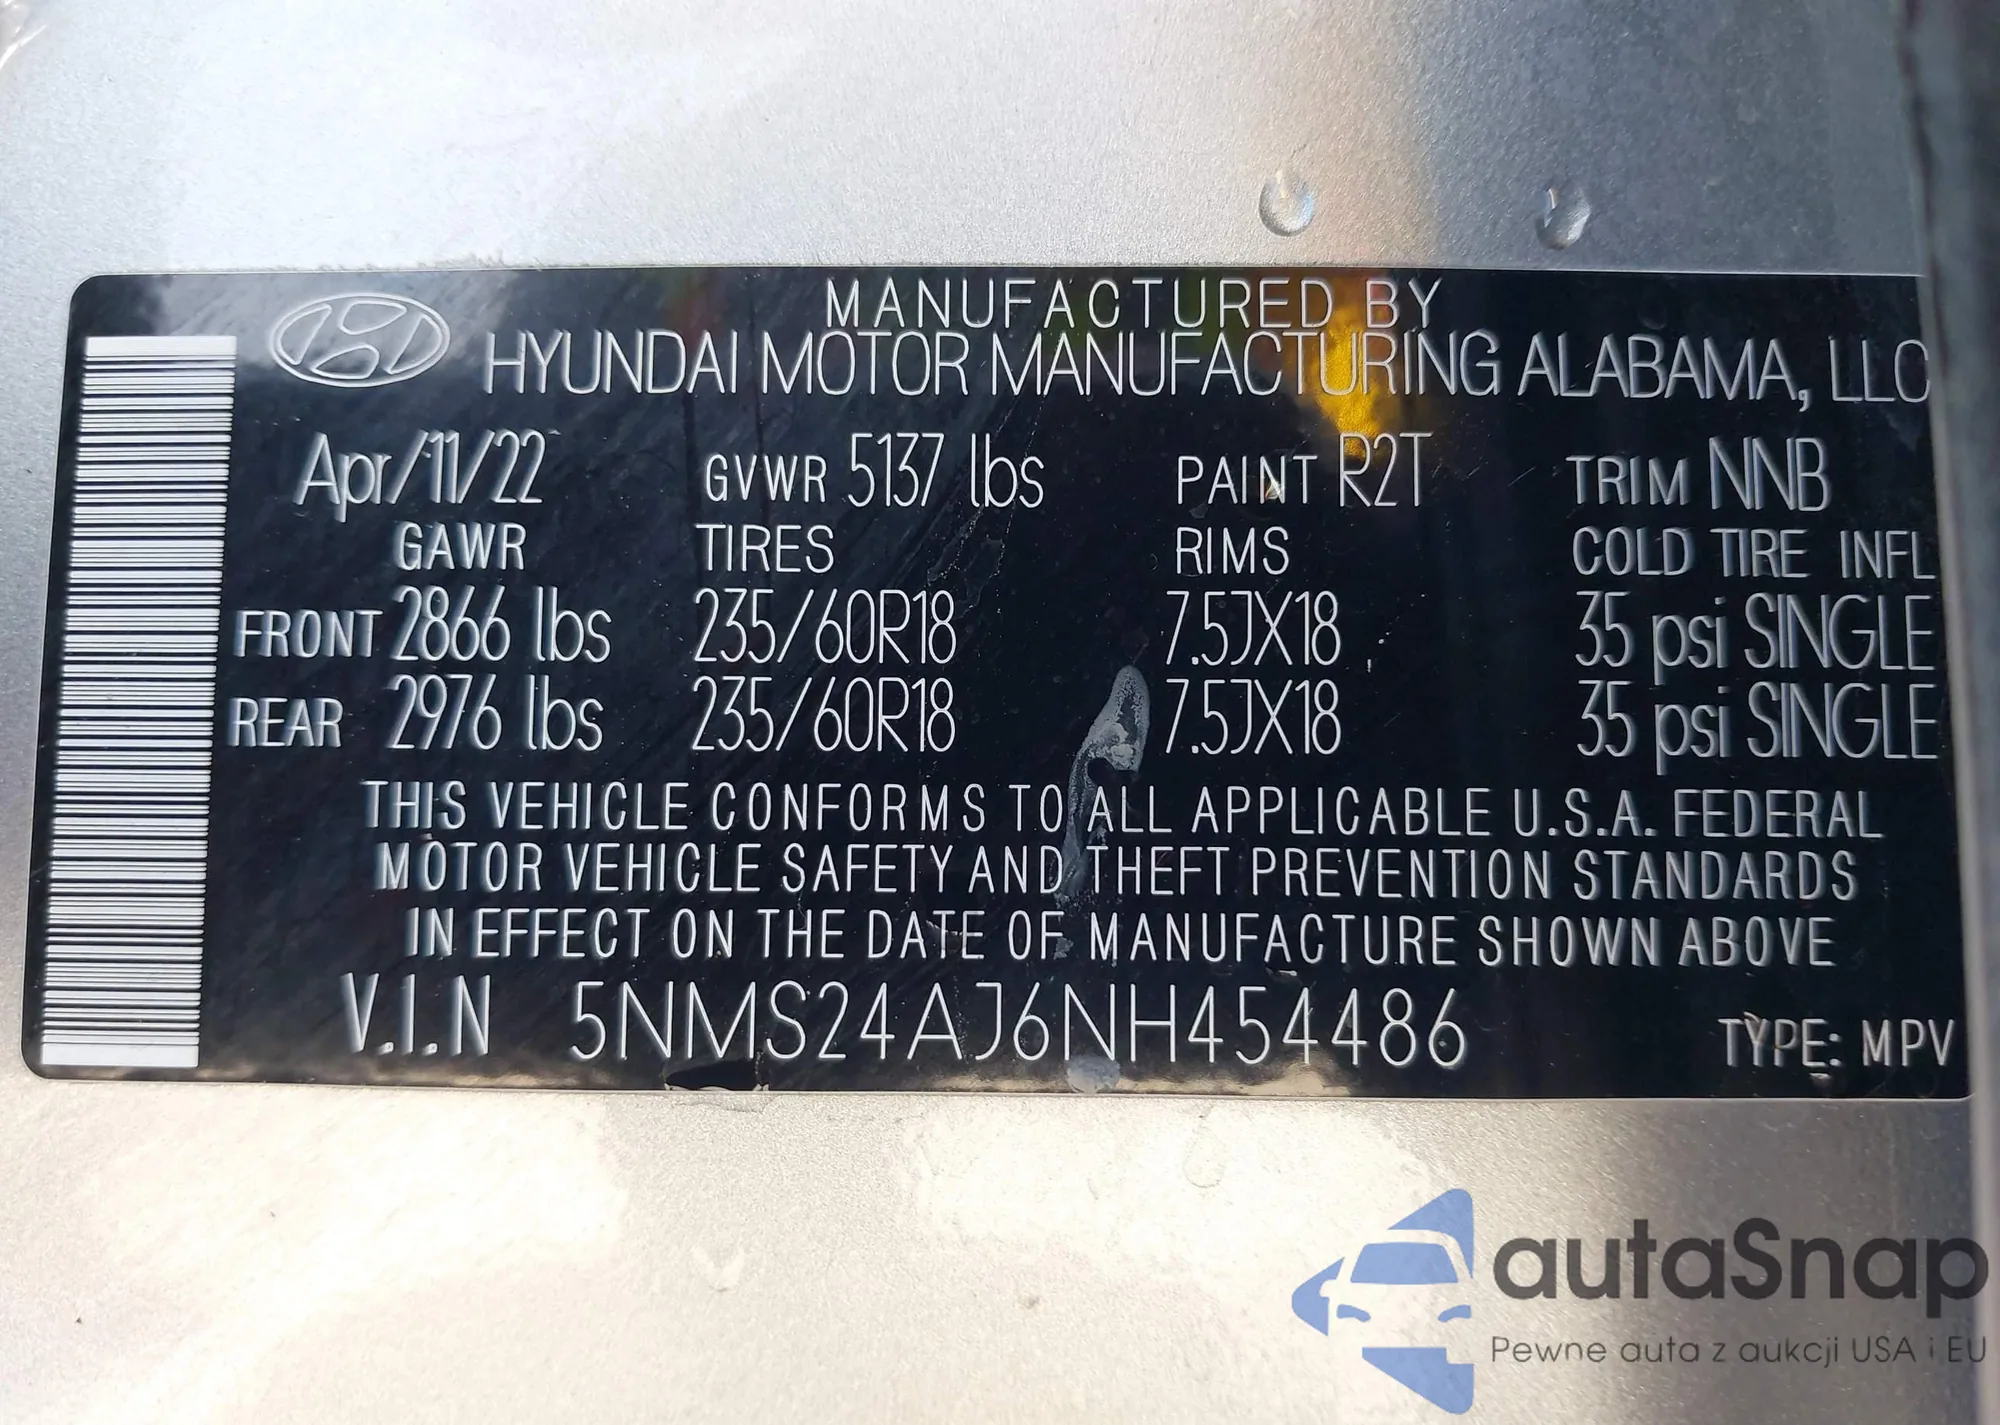 MANUFACTURED BY
HYUNDAI MOTOR MANUFACTURING ALABAMA, LLC
Apr/11/22 GVWR 5137 lbs PAINT R2T TRIM NNB
GAWR TIRES RIMS COLD TIRE INFL
FRONT 2866 lbs 235/60R18 7.5JX18 35 psi SINGLE
REAR 2976 lbs 235/60R18 7.5JX18 35 psi SINGLE
THIS VEHICLE CONFORMS TO ALL APPLICABLE U.S.A. FEDERAL
MOTOR VEHICLE SAFETY AND THEFT PREVENTION STANDARDS
IN EFFECT ON THE DATE OF MANUFACTURE SHOWN ABOVE
V.I.N 5NMS24AJ6NH454486 TYPE: MPV
autaSnap
Pewne auta z aukcji USA i EU